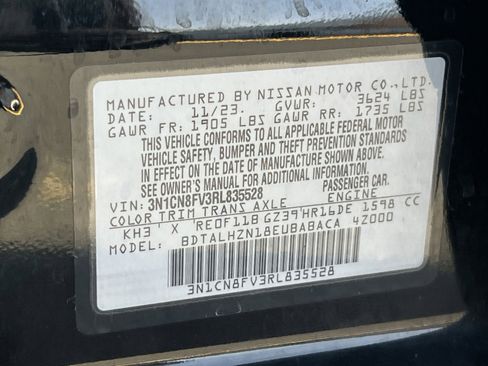 MANUFACTURED BY NISSAN MOTOR CO., LTD.
DATE: 11/23. GVWR: 3624 LBS
GAWR FR: 1905 LBS GAWR RR: 1735 LBS
THIS VEHICLE CONFORMS TO ALL APPLICABLE FEDERAL MOTOR
VEHICLE SAFETY, BUMPER AND THEFT PREVENTION STANDARDS
IN EFFECT ON THE DATE OF MANUFACTURE SHOWN ABOVE.
SEE OWNER'S MANUAL FOR ADDITIONAL INFORMATION.
VIN: 3N1CN8FV3RL835528 PASSENGER CAR
COLOR TRIM TRANS AXLE ENGINE
KH3 X RE0F11B GZ39 HR16DE 1598 CC
MODEL: BDTALHZN18EUBABACA 4Z000
3N1CN8FV3RL835528